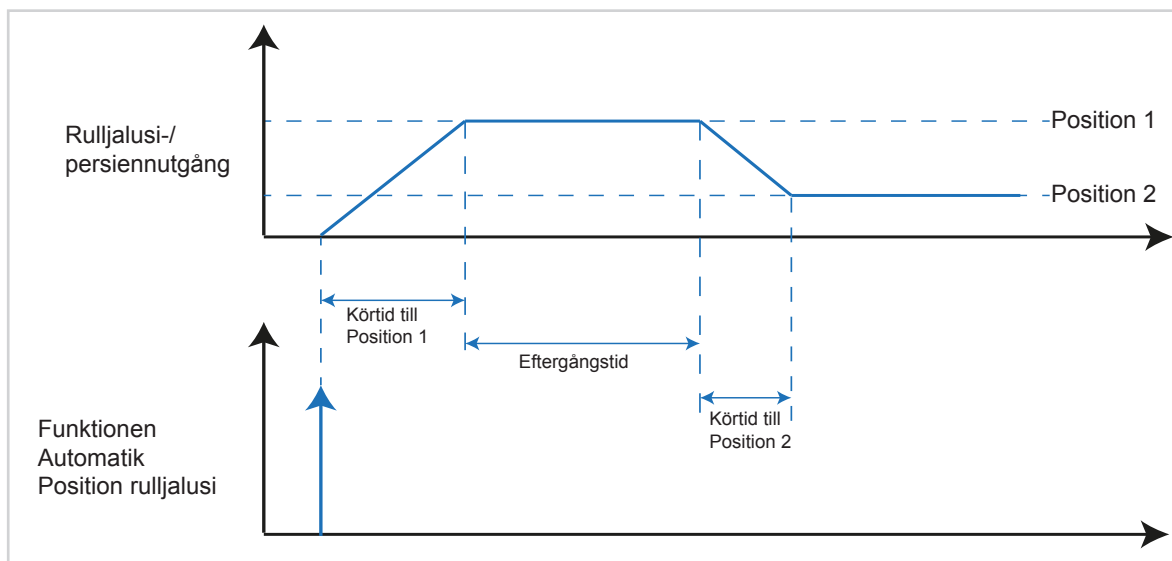 Rulljalusi-/
persiennutgång
Position 1
Position 2
Körtid till
Position 1
Eftergångstid
Körtid till
Position 2
Funktionen
Automatik
Position rulljalusi